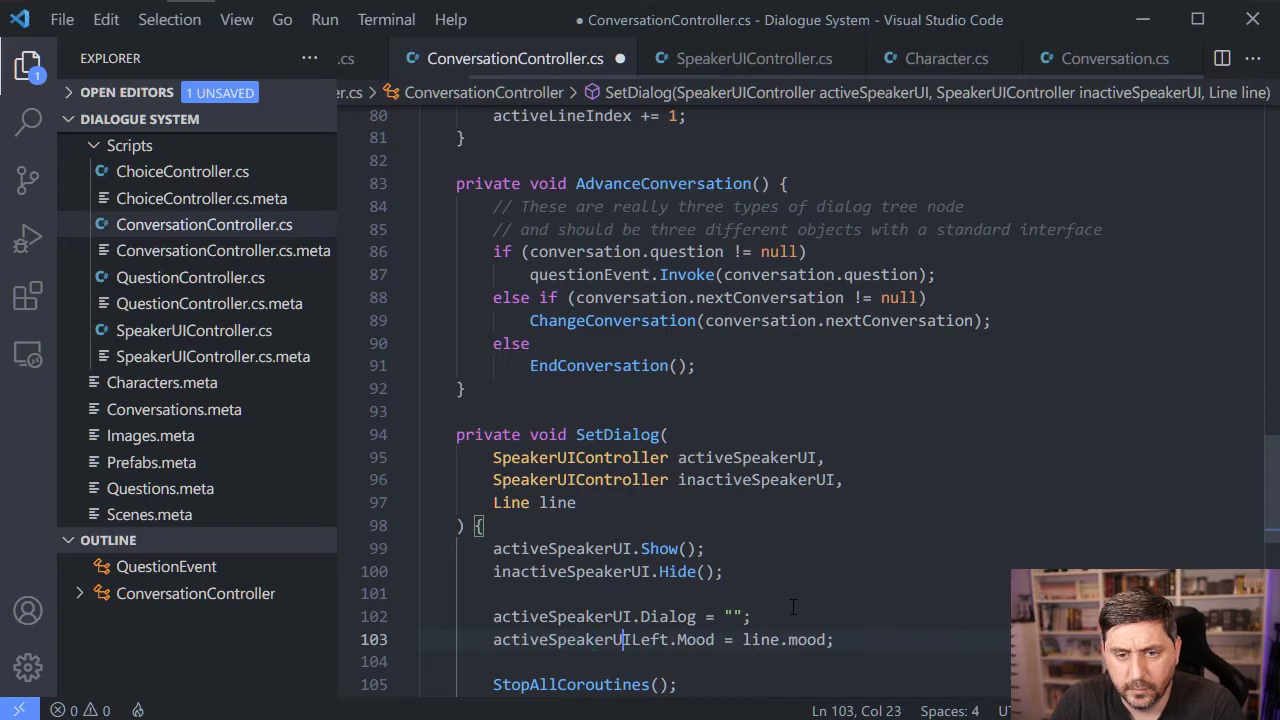 File Edit Selection View Go Run Terminal Help
● ConversationController.cs - Dialogue System - Visual Studio Code
EXPLORER
.cs
ConversationController.cs
SpeakerUIController.cs
Character.cs
Conversation.cs
1
OPEN EDITORS 1 UNSAVED
er.cs > ConversationController > SetDialog(SpeakerUIController activeSpeakerUI, SpeakerUIController inactiveSpeakerUI, Line line)
DIALOGUE SYSTEM
Scripts
ChoiceController.cs
ChoiceController.cs.meta
ConversationController.cs
ConversationController.cs.meta
QuestionController.cs
QuestionController.cs.meta
SpeakerUIController.cs
SpeakerUIController.cs.meta
Characters.meta
Conversations.meta
Images.meta
Prefabs.meta
Questions.meta
Scenes.meta
OUTLINE
QuestionEvent
ConversationController
80 activeLineIndex += 1;
81 }
82
83 private void AdvanceConversation() {
84 // These are really three types of dialog tree node
85 // and should be three different objects with a standard interface
86 if (conversation.question != null)
87 questionEvent.Invoke(conversation.question);
88 else if (conversation.nextConversation != null)
89 ChangeConversation(conversation.nextConversation);
90 else
91 EndConversation();
92 }
93
94 private void SetDialog(
95 SpeakerUIController activeSpeakerUI,
96 SpeakerUIController inactiveSpeakerUI,
97 Line line
98 ) {
99 activeSpeakerUI.Show();
100 inactiveSpeakerUI.Hide();
101
102 activeSpeakerUI.Dialog = "";
103 activeSpeakerUILeft.Mood = line.mood;
104
105 StopAllCoroutines();
0 0
Ln 103, Col 23
Spaces: 4